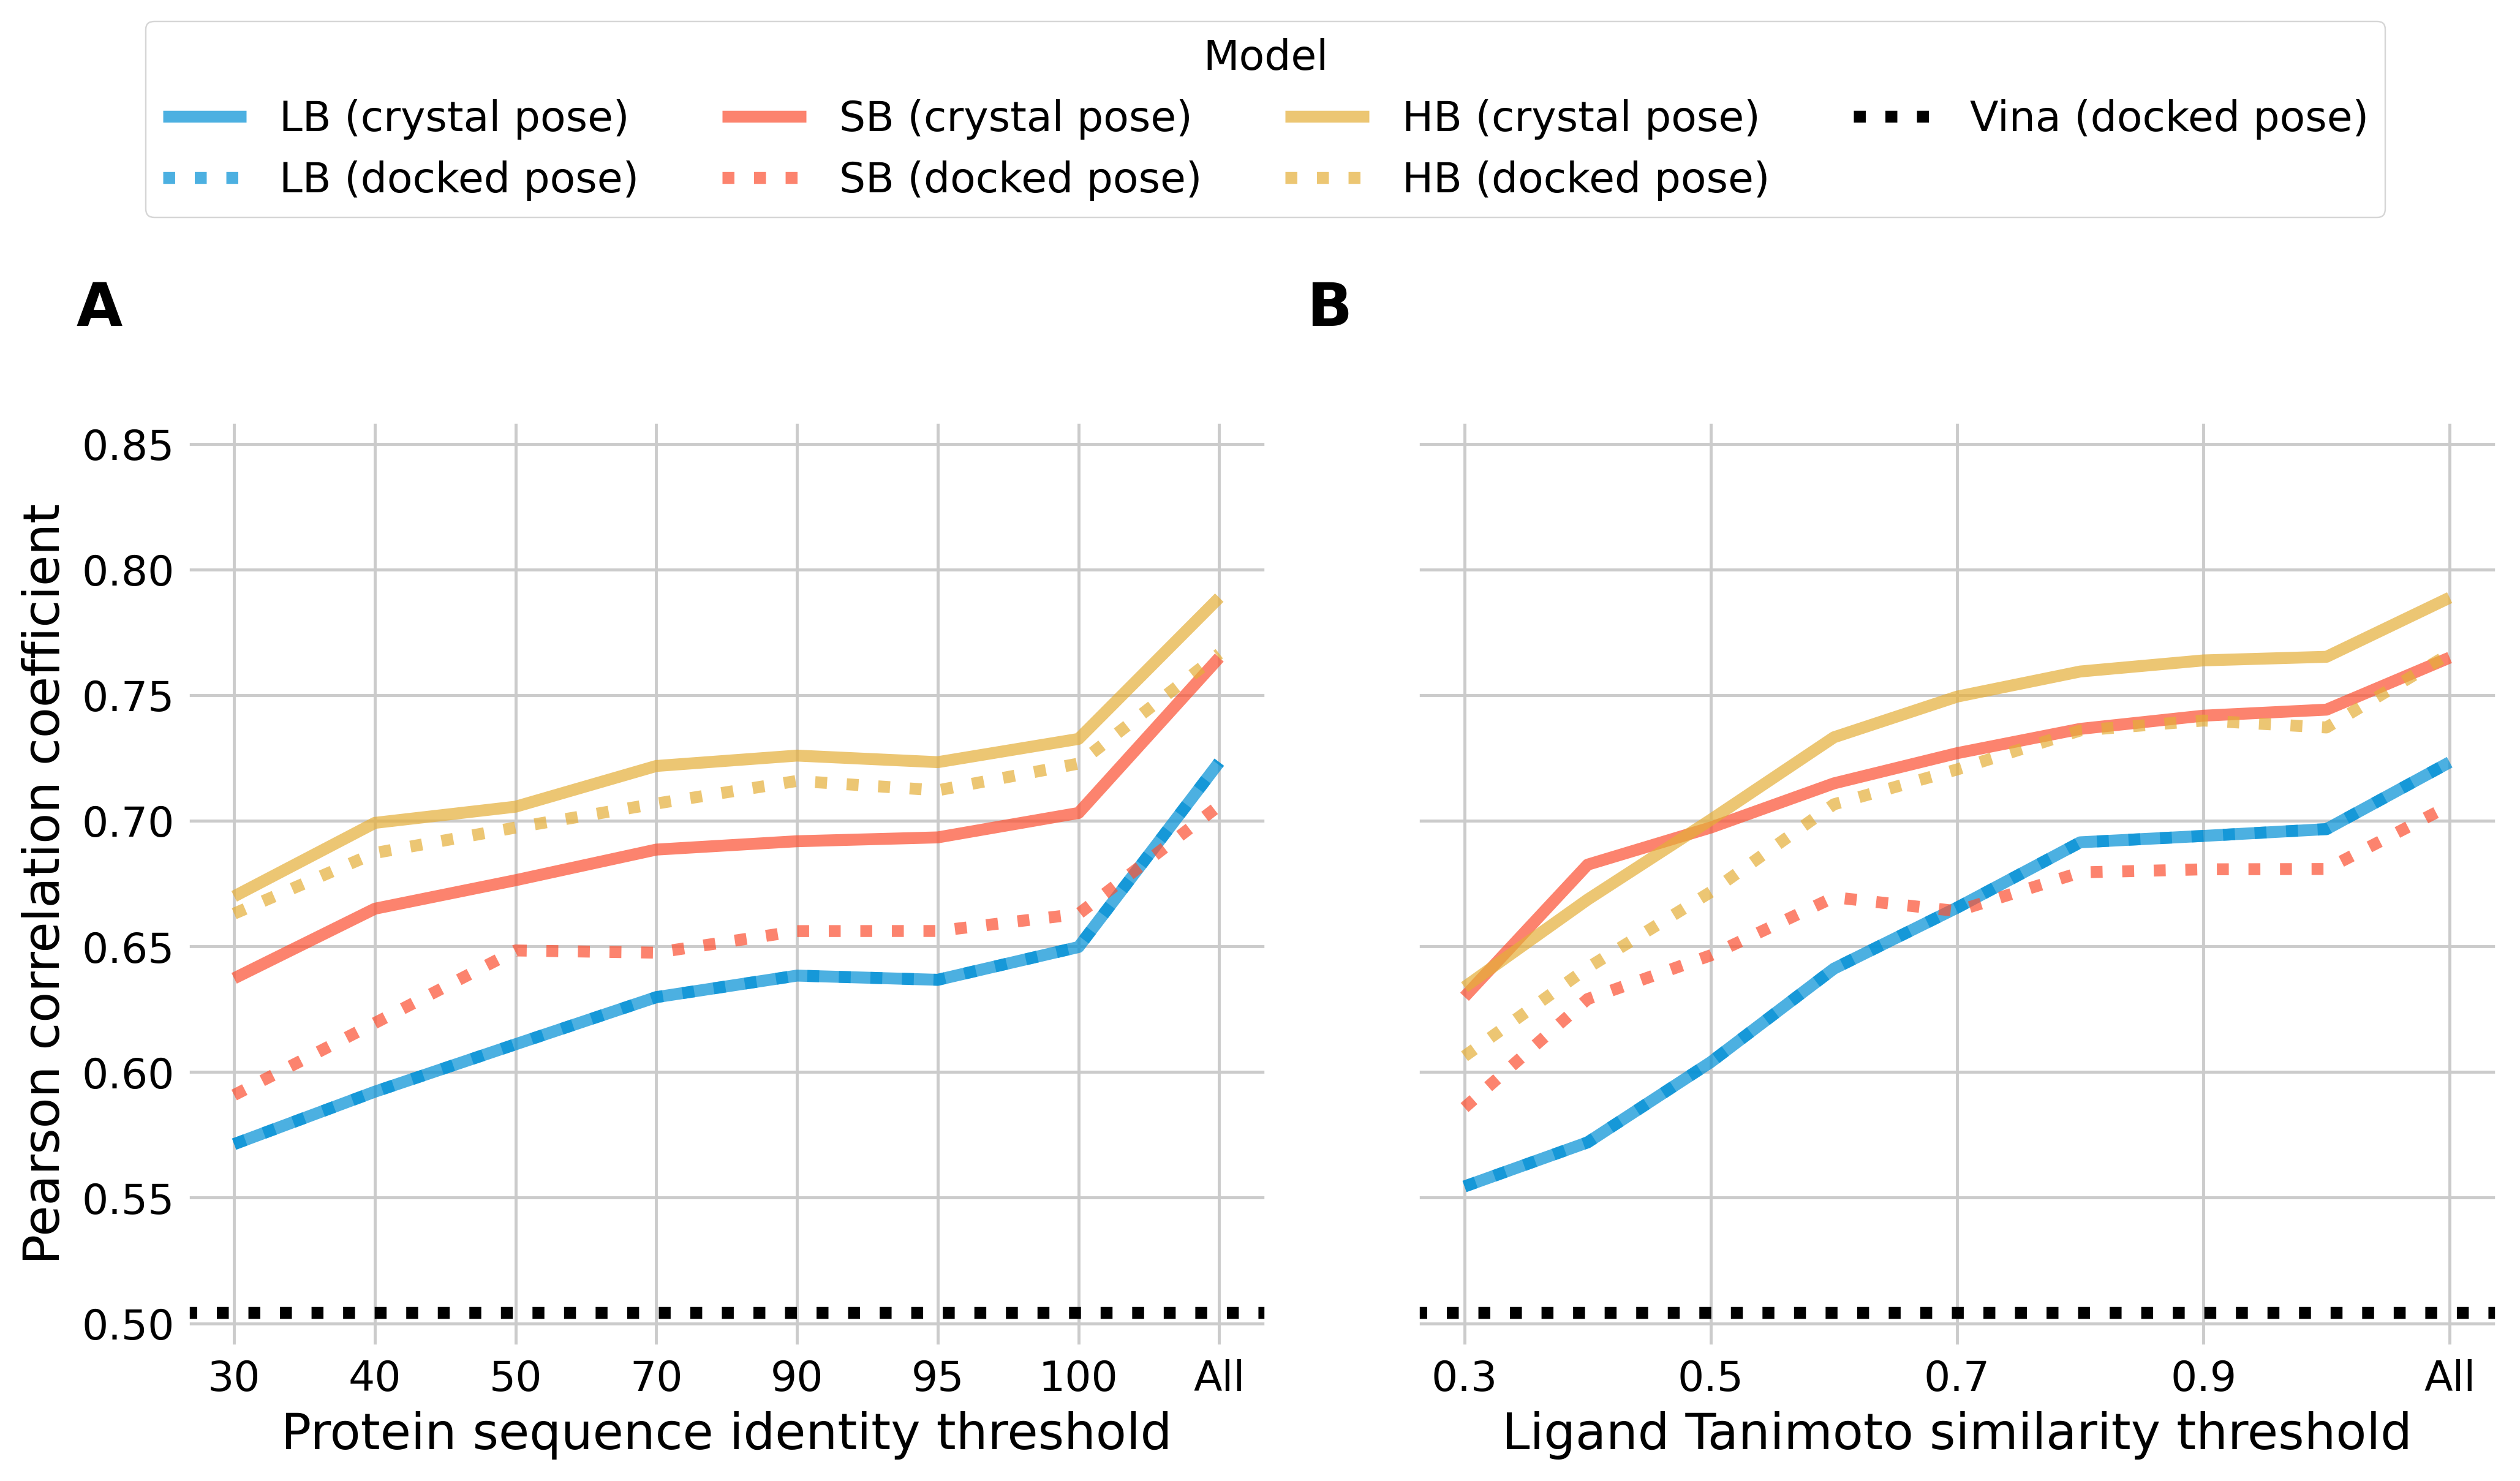 Model
LB (crystal pose) SB (crystal pose) HB (crystal pose) Vina (docked pose)
LB (docked pose) SB (docked pose) HB (docked pose)
A B
0.85
0.80
0.75
0.70
0.65
0.60
0.55
0.50
Pearson correlation coefficient
30 40 50 70 90 95 100 All
Protein sequence identity threshold
0.3 0.5 0.7 0.9 All
Ligand Tanimoto similarity threshold